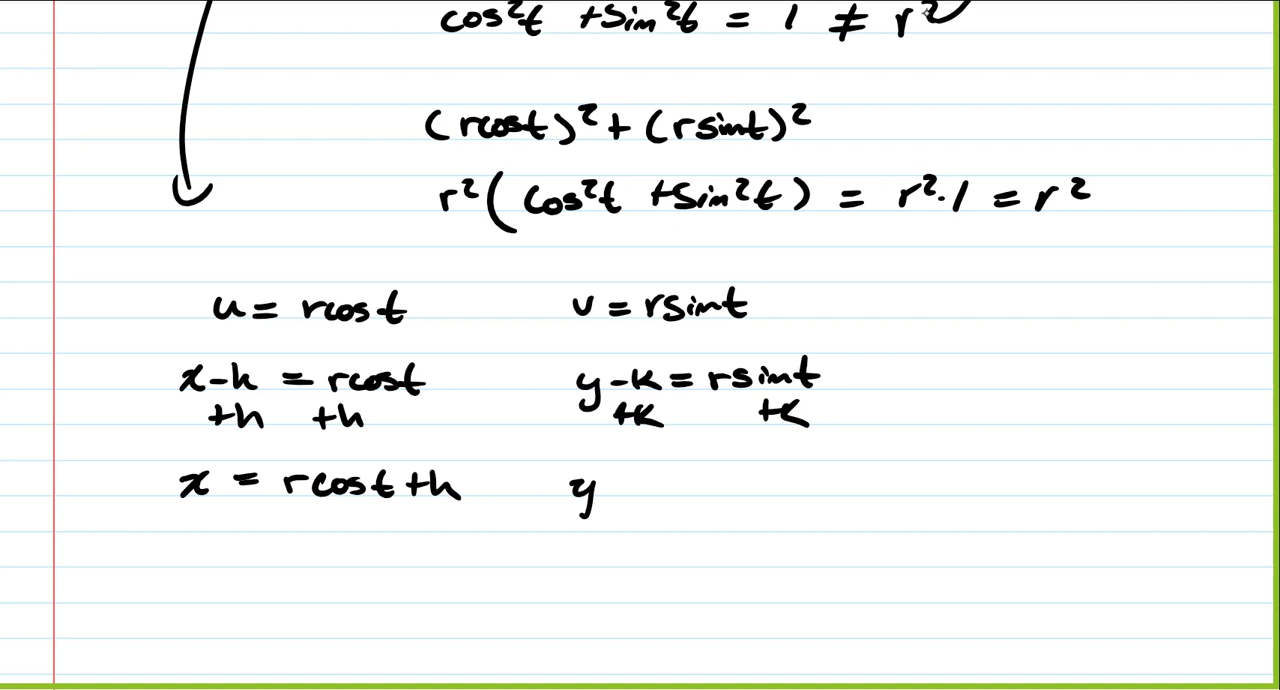 cos²t + sin²t = 1 ≠ r²
(rcost)² + (rsint)²
r²(cos²t + sin²t) = r²·1 = r²
u = rcost v = rsint
x-h = rcost y-k = rsint
+h +h +k +k
x = rcost+h y